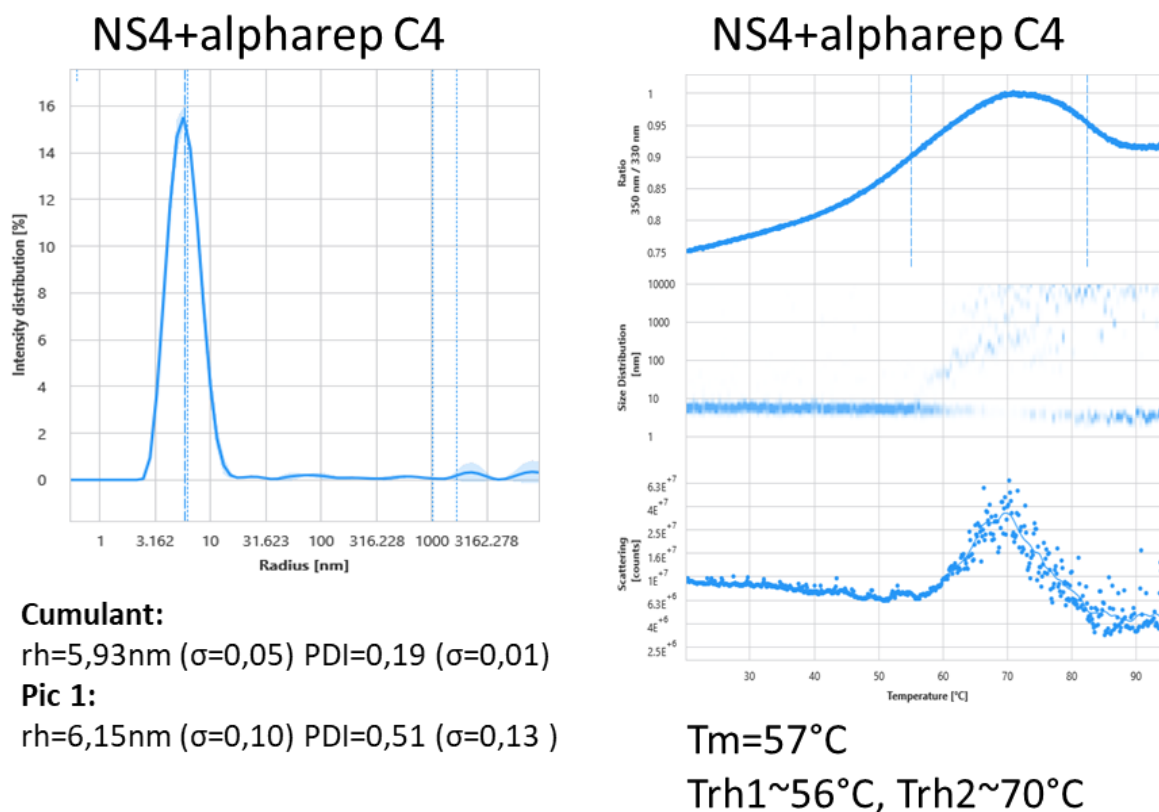 NS4+alpharep C4
16
14
12
10
8
6
4
2
0
Intensity distribution [%]
1 3.162 10 31.623 100 316.228 1000 3162.278
Radius [nm]
Cumulant:
rh=5,93nm (σ=0,05) PDI=0,19 (σ=0,01)
Pic 1:
rh=6,15nm (σ=0,10) PDI=0,51 (σ=0,13 )
NS4+alpharep C4
Ratio
350 nm / 330 nm
1
0.95
0.9
0.85
0.8
0.75
Size Distribution
[nm]
10000
1000
100
10
1
Scattering
[counts]
6.3E+7
4E+7
2.5E+7
1.6E+7
1E+7
6.3E+6
4E+6
2.5E+6
30 40 50 60 70 80 90
Temperature [°C]
Tm=57°C
Trh1~56°C, Trh2~70°C